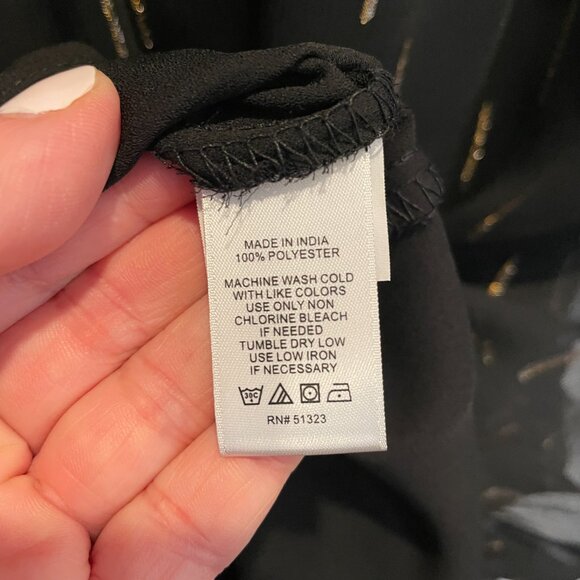 MADE IN INDIA
100% POLYESTER
MACHINE WASH COLD
WITH LIKE COLORS
USE ONLY NON
CHLORINE BLEACH
IF NEEDED
TUMBLE DRY LOW
USE LOW IRON
IF NECESSARY
30C
RN# 51323